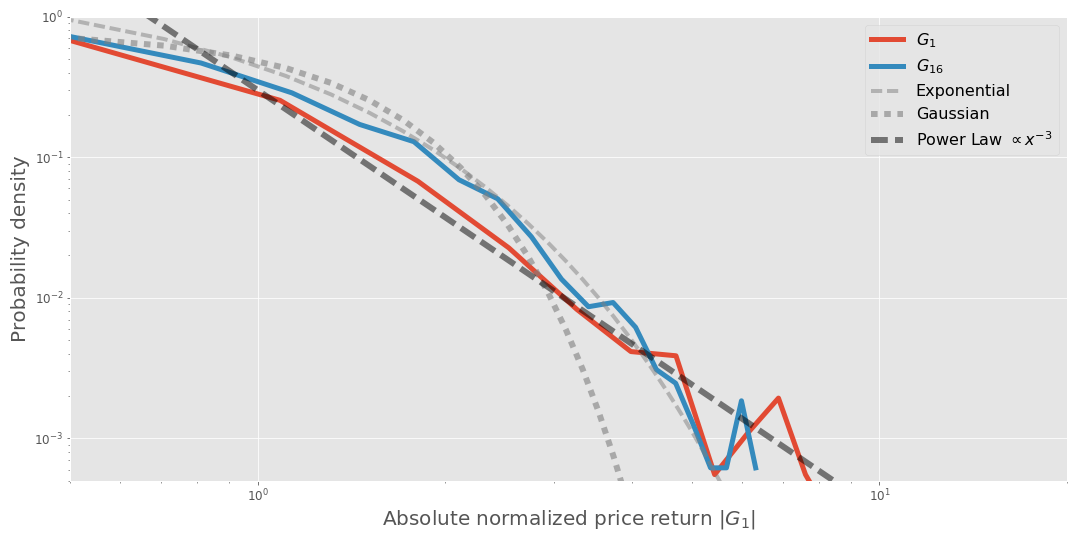 Probability density
10⁰
10⁻¹
10⁻²
10⁻³
G₁
G₁₆
Exponential
Gaussian
Power Law ∝x⁻³
10⁰
10¹
Absolute normalized price return |G₁|